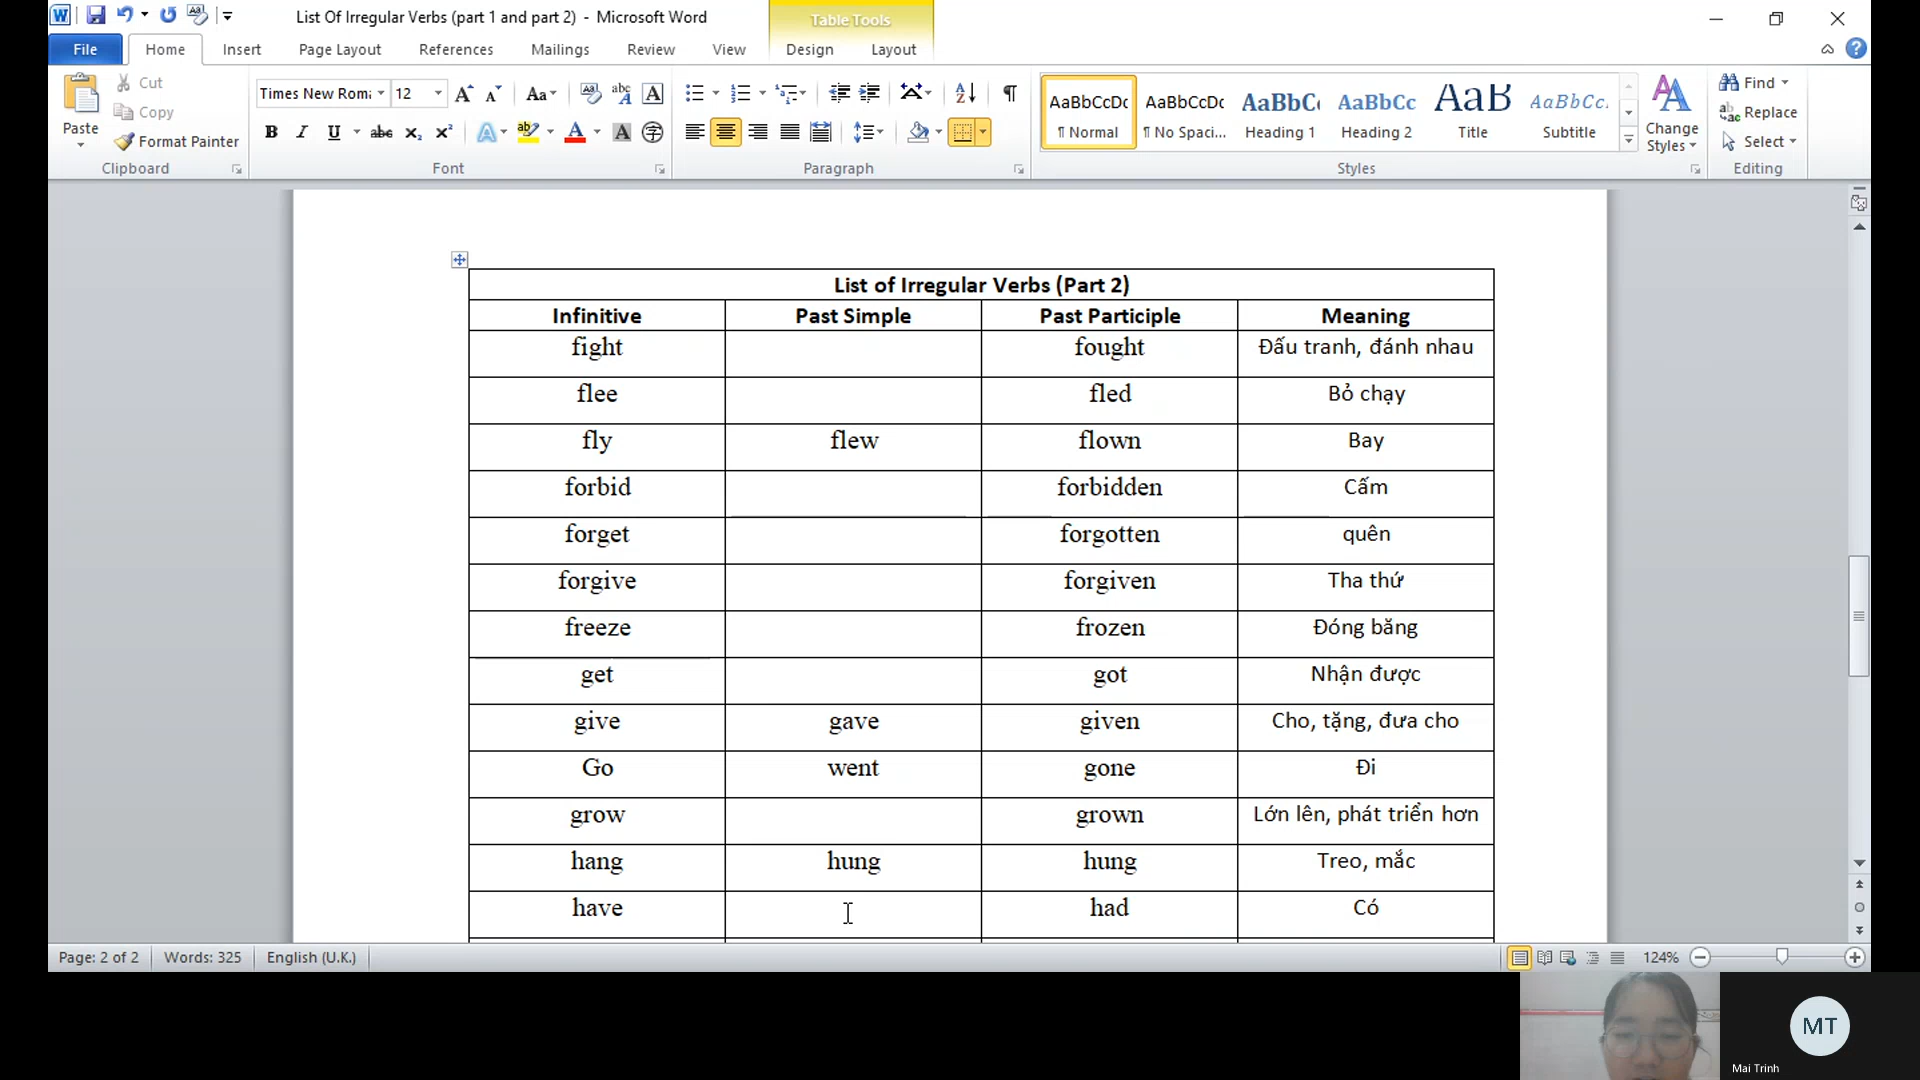 List Of Irregular Verbs (part 1 and part 2) - Microsoft Word
Table Tools
File Home Insert Page Layout References Mailings Review View Design Layout
Paste
Cut
Copy
Format Painter
Clipboard
Times New Rom 12
Font
Paragraph
AaBbCcDc AaBbCcDc AaBbC AaBbCc AaB AaBbCc.
¶ Normal ¶ No Spaci... Heading 1 Heading 2 Title Subtitle
Change Styles
Styles
Find
Replace
Select
Editing
List of Irregular Verbs (Part 2)
Infinitive Past Simple Past Participle Meaning
fight fought Đấu tranh, đánh nhau
flee fled Bỏ chạy
fly flew flown Bay
forbid forbidden Cấm
forget forgotten quên
forgive forgiven Tha thứ
freeze frozen Đóng băng
get got Nhận được
give gave given Cho, tặng, đưa cho
Go went gone Đi
grow grown Lớn lên, phát triển hơn
hang hung hung Treo, mắc
have had Có
Page: 2 of 2 Words: 325 English (U.K.) 124%
MT
Mai Trinh